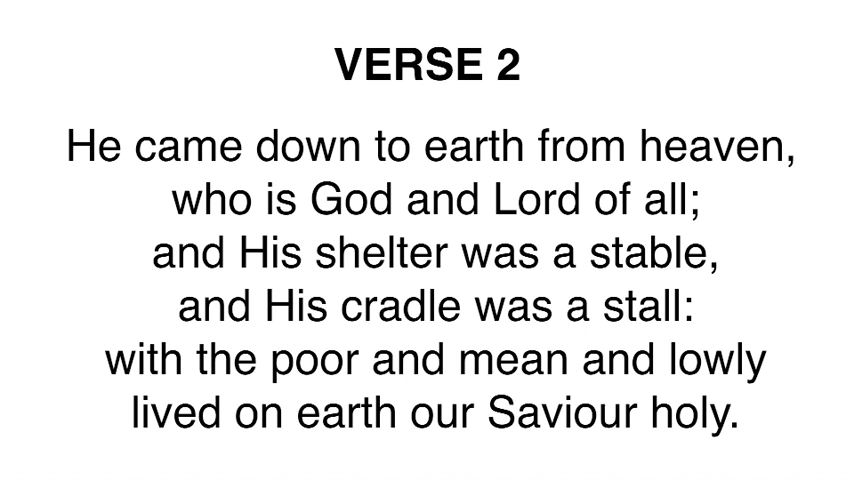 VERSE 2
He came down to earth from heaven,
who is God and Lord of all;
and His shelter was a stable,
and His cradle was a stall:
with the poor and mean and lowly
lived on earth our Saviour holy.